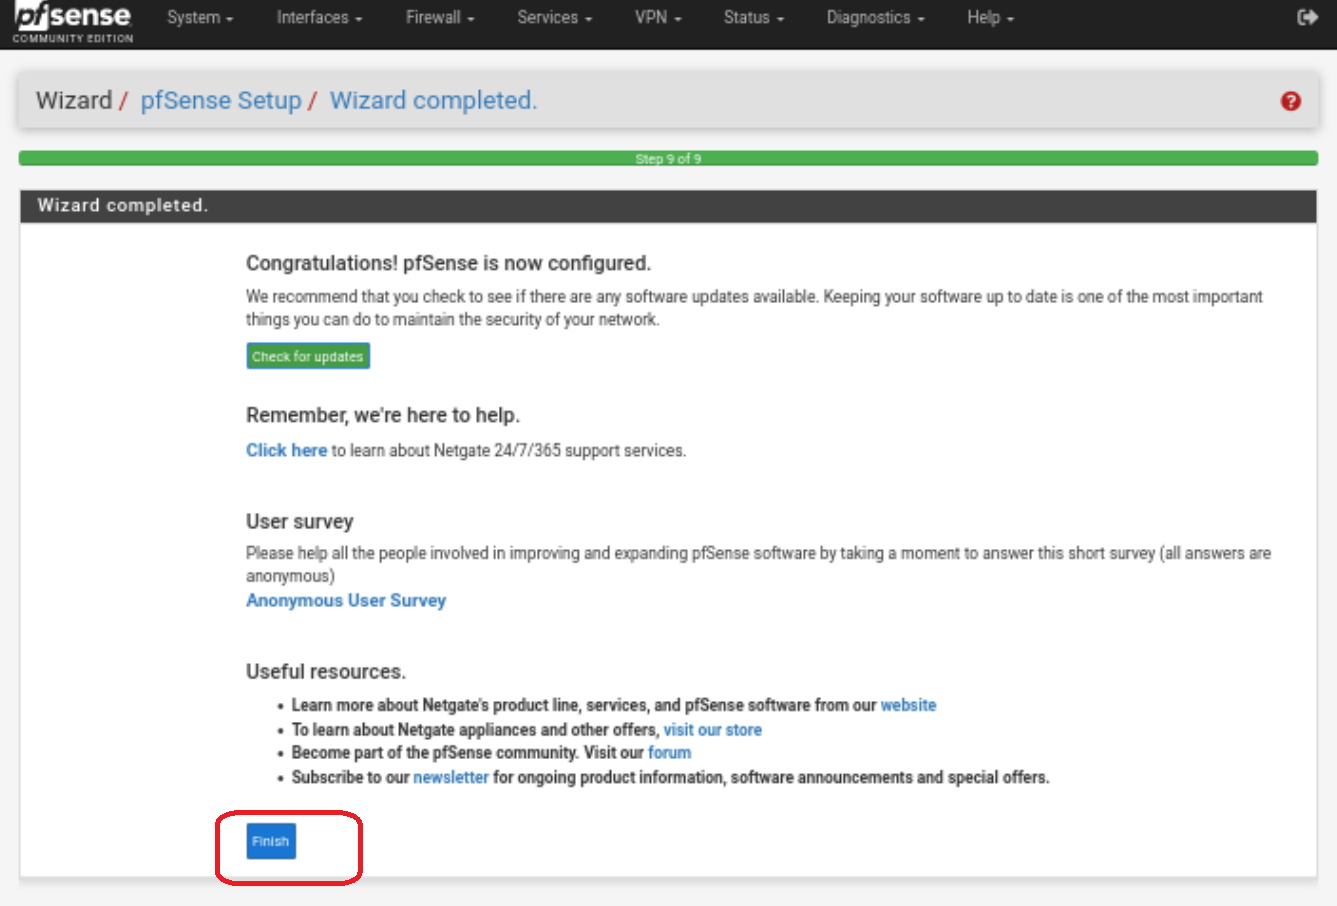 pfsense
COMMUNITY EDITION
System Interfaces Firewall Services VPN Status Diagnostics Help
Wizard / pfSense Setup / Wizard completed.
Step 9 of 9
Wizard completed.
Congratulations! pfSense is now configured.
We recommend that you check to see if there are any software updates available. Keeping your software up to date is one of the most important
things you can do to maintain the security of your network.
Check for updates
Remember, we're here to help.
Click here to learn about Netgate 24/7/365 support services.
User survey
Please help all the people involved in improving and expanding pfSense software by taking a moment to answer this short survey (all answers are
anonymous)
Anonymous User Survey
Useful resources.
• Learn more about Netgate's product line, services, and pfSense software from our website
• To learn about Netgate appliances and other offers, visit our store
• Become part of the pfSense community. Visit our forum
• Subscribe to our newsletter for ongoing product information, software announcements and special offers.
Finish